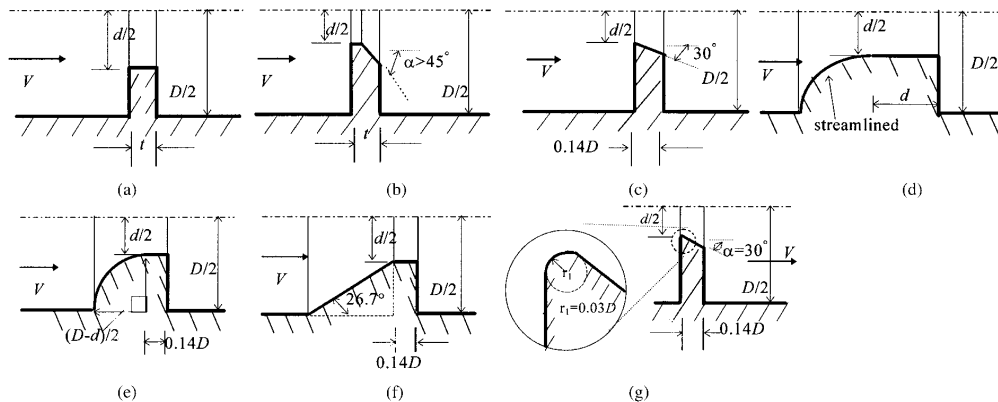 d/2
D/2
V
t
(a)
d/2
D/2
V
α>45°
t
(b)
d/2
30°
D/2
V
0.14D
(c)
d/2
D/2
V
d
streamlined
(d)
d/2
D/2
V
(D-d)/2
0.14D
(e)
d/2
D/2
V
26.7°
0.14D
(f)
d/2
α=30°
V
D/2
r₁
r₁=0.03D
0.14D
(g)